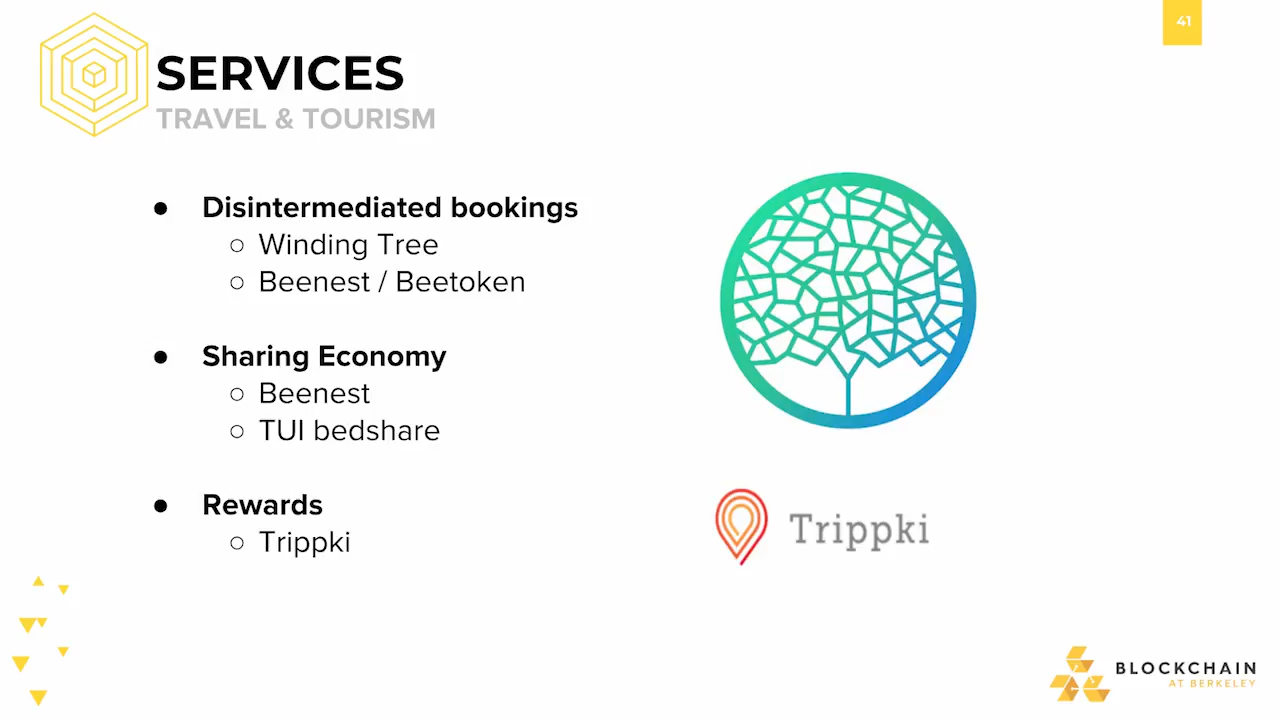 41
SERVICES
TRAVEL & TOURISM
● Disintermediated bookings
○ Winding Tree
○ Beenest / Beetoken
● Sharing Economy
○ Beenest
○ TUI bedshare
● Rewards
○ Trippki
Trippki
BLOCKCHAIN
AT BERKELEY